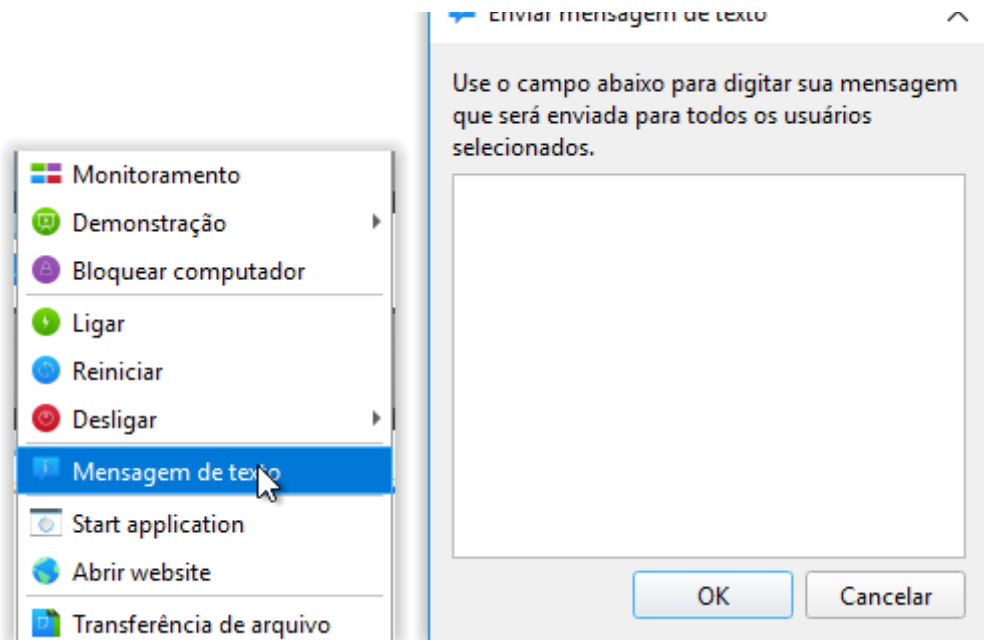 Monitoramento
Demonstração
Bloquear computador
Ligar
Reiniciar
Desligar
Mensagem de texto
Start application
Abrir website
Transferência de arquivo
Enviar mensagem de texto
Use o campo abaixo para digitar sua mensagem
que será enviada para todos os usuários
selecionados.
OK
Cancelar